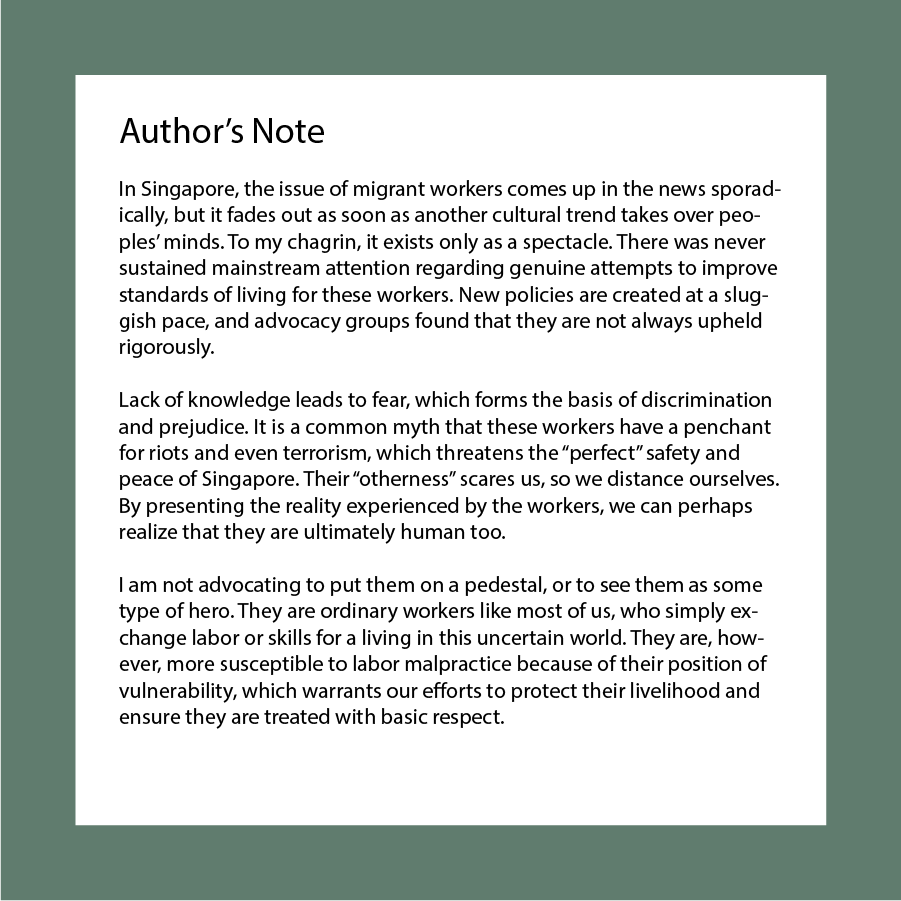 Author’s Note
In Singapore, the issue of migrant workers comes up in the news sporad-
ically, but it fades out as soon as another cultural trend takes over peo-
ples’ minds. To my chagrin, it exists only as a spectacle. There was never
sustained mainstream attention regarding genuine attempts to improve
standards of living for these workers. New policies are created at a slug-
gish pace, and advocacy groups found that they are not always upheld
rigorously.
Lack of knowledge leads to fear, which forms the basis of discrimination
and prejudice. It is a common myth that these workers have a penchant
for riots and even terrorism, which threatens the “perfect” safety and
peace of Singapore. Their “otherness” scares us, so we distance ourselves.
By presenting the reality experienced by the workers, we can perhaps
realize that they are ultimately human too.
I am not advocating to put them on a pedestal, or to see them as some
type of hero. They are ordinary workers like most of us, who simply ex-
change labor or skills for a living in this uncertain world. They are, how-
ever, more susceptible to labor malpractice because of their position of
vulnerability, which warrants our efforts to protect their livelihood and
ensure they are treated with basic respect.